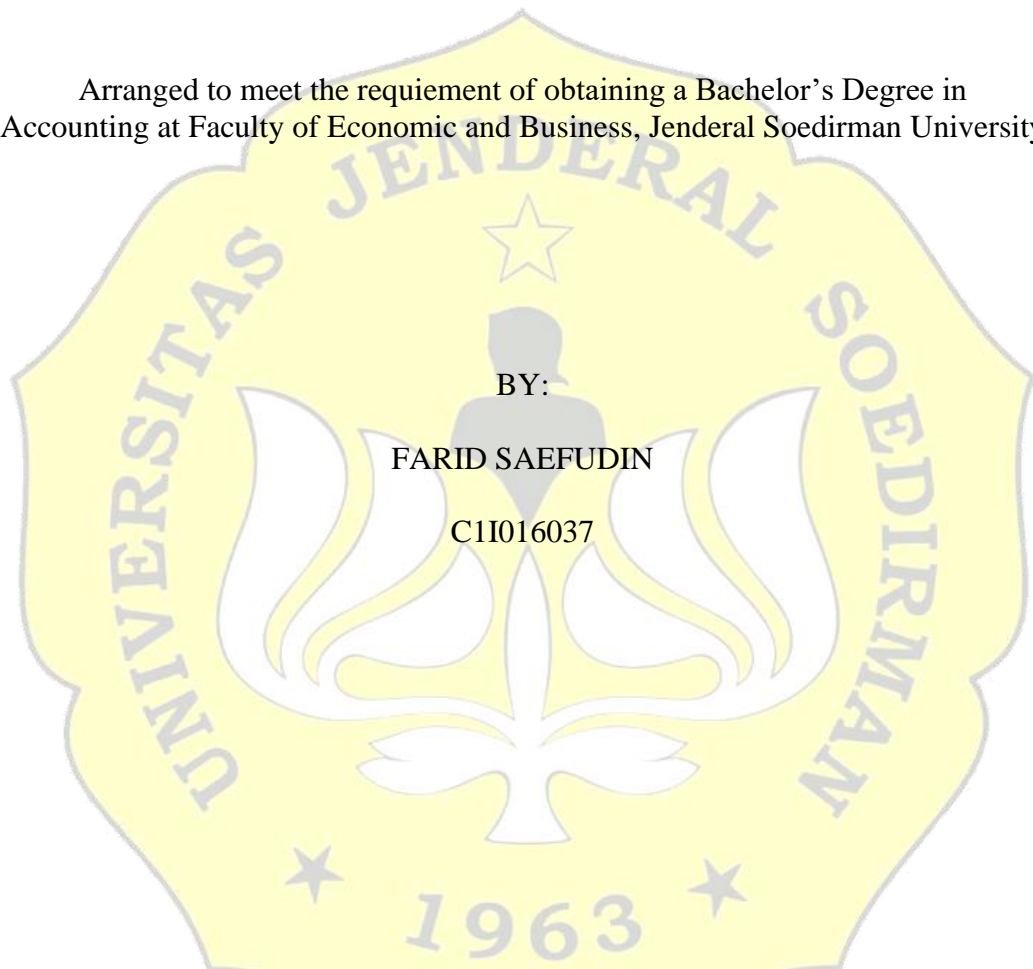 Arranged to meet the requiement of obtaining a Bachelor’s Degree in
Accounting at Faculty of Economic and Business, Jenderal Soedirman University
UNIVERSITAS JENDERAL SOEDIRMAN
BY:
FARID SAEFUDIN
C1I016037
1963